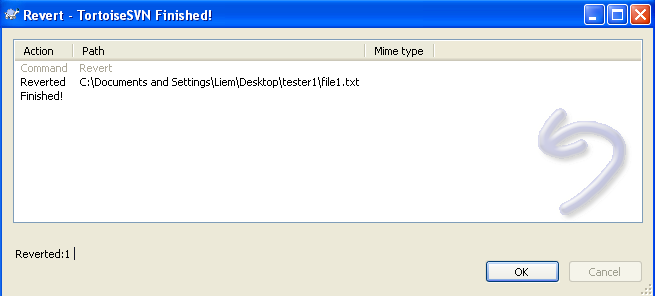 Revert - TortoiseSVN Finished!
Action Path Mime type
Command Revert
Reverted C:\Documents and Settings\Liem\Desktop\tester1\file1.txt
Finished!
Reverted:1
OK Cancel